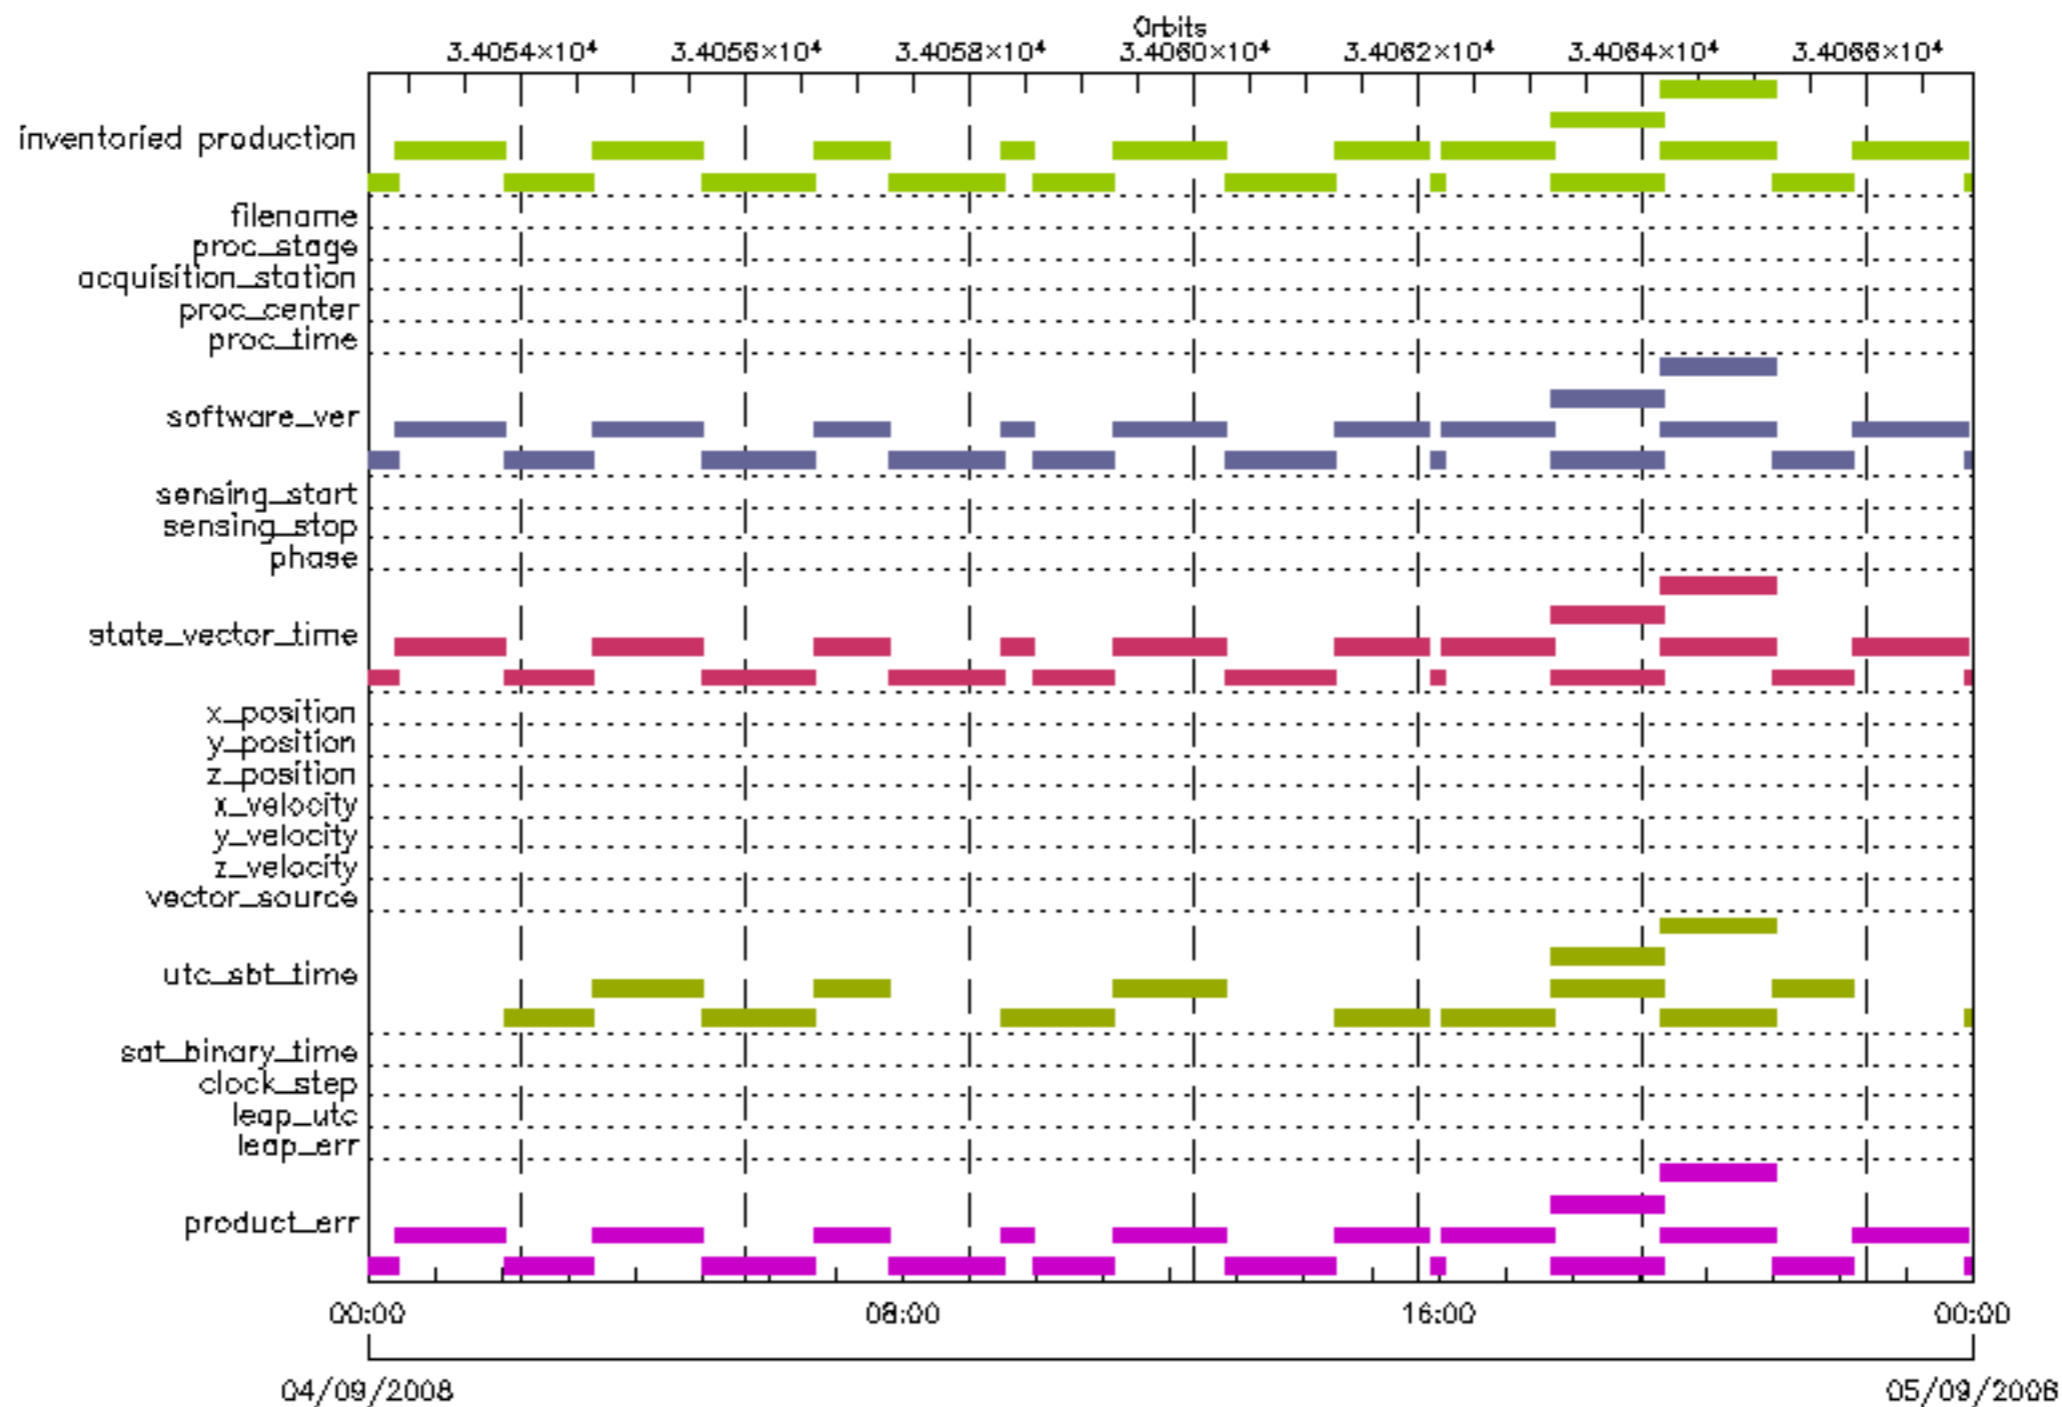 Orbits
3.4054×10⁴ 3.4056×10⁴ 3.4058×10⁴ 3.4060×10⁴ 3.4062×10⁴ 3.4064×10⁴ 3.4066×10⁴
inventoried production
filename
proc_stage
acquisition_station
proc_center
proc_time
software_ver
sensing_start
sensing_stop
phase
state_vector_time
x_position
y_position
z_position
x_velocity
y_velocity
z_velocity
vector_source
utc_sbt_time
sat_binary_time
clock_step
leap_utc
leap_err
product_err
00:00 08:00 16:00 00:00
04/09/2008 05/09/2008